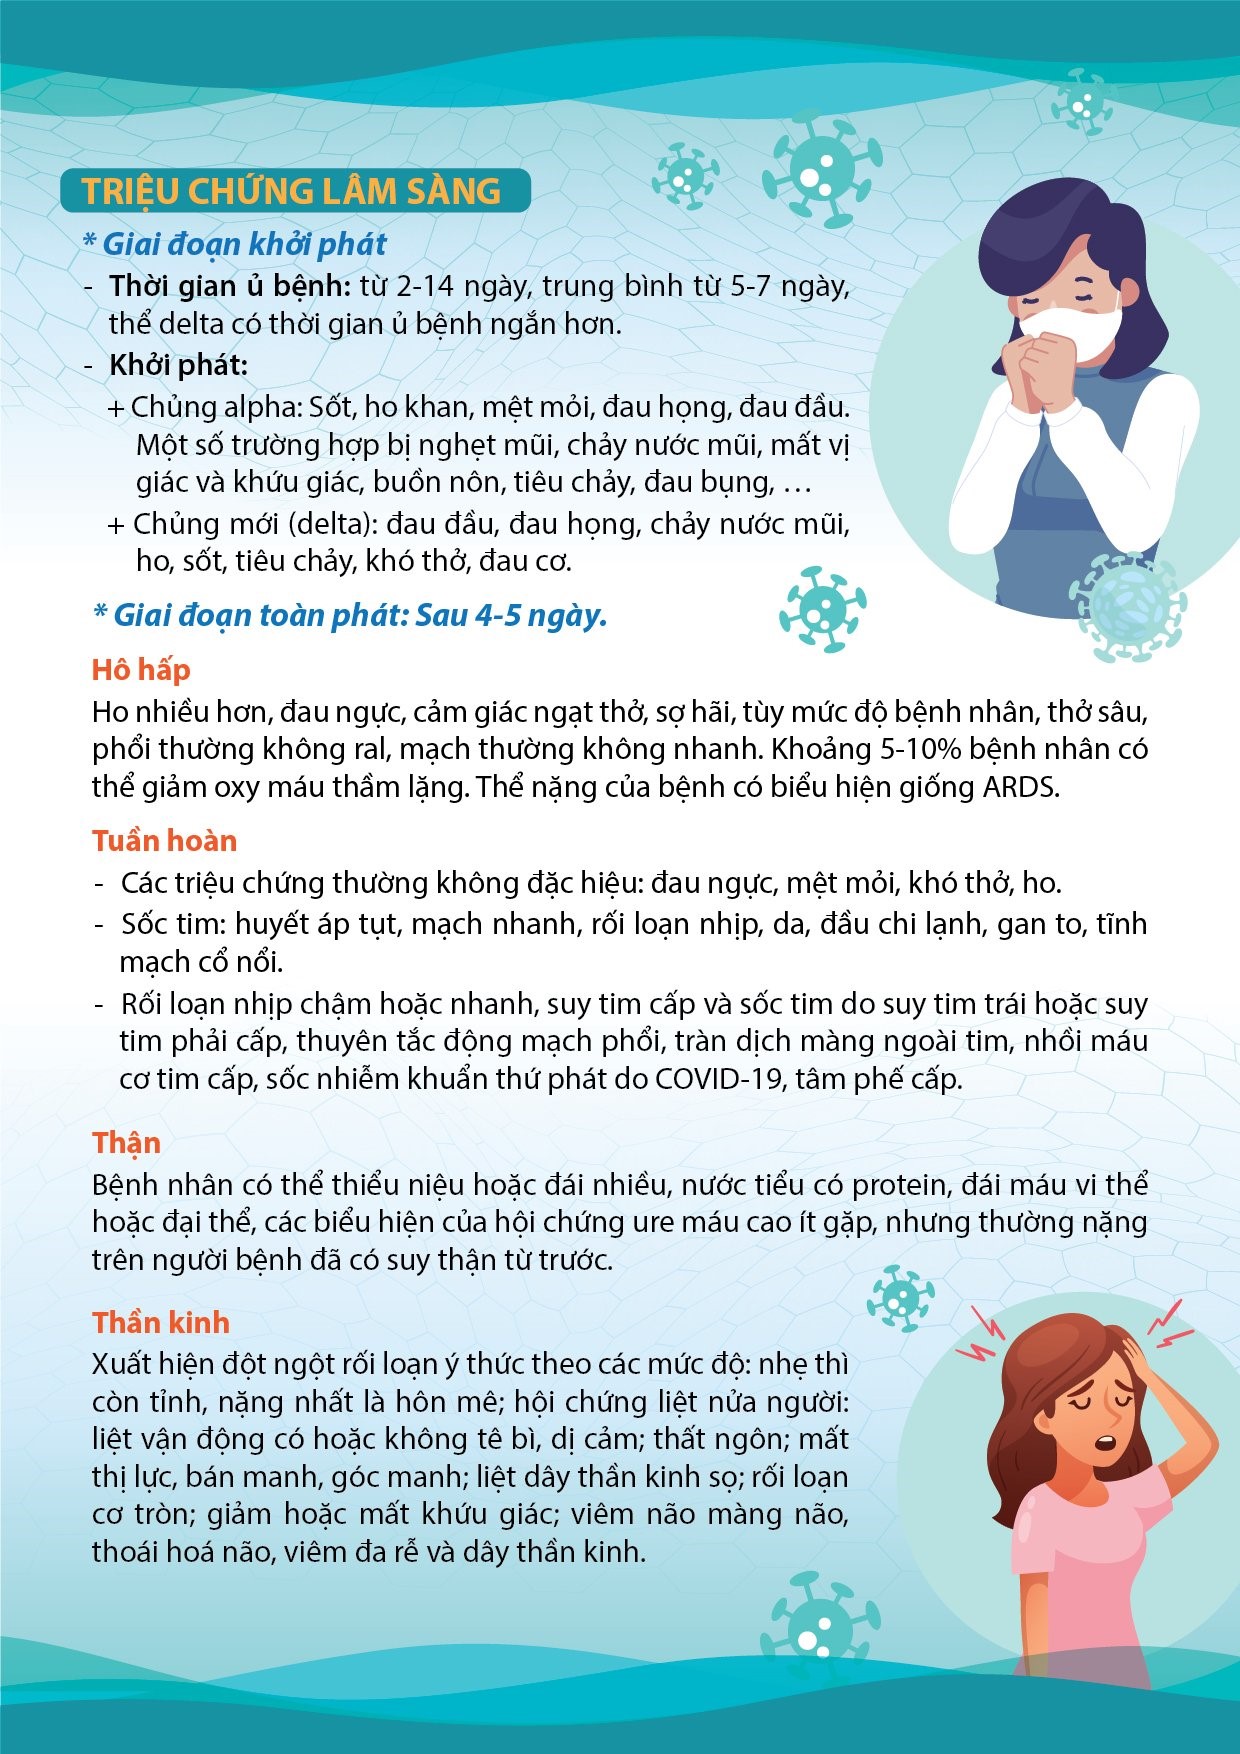 TRIỆU CHỨNG LÂM SÀNG
* Giai đoạn khởi phát
- Thời gian ủ bệnh: từ 2-14 ngày, trung bình từ 5-7 ngày,
thể delta có thời gian ủ bệnh ngắn hơn.
- Khởi phát:
+ Chủng alpha: Sốt, ho khan, mệt mỏi, đau họng, đau đầu.
Một số trường hợp bị nghẹt mũi, chảy nước mũi, mất vị
giác và khứu giác, buồn nôn, tiêu chảy, đau bụng, …
+ Chủng mới (delta): đau đầu, đau họng, chảy nước mũi,
ho, sốt, tiêu chảy, khó thở, đau cơ.
* Giai đoạn toàn phát: Sau 4-5 ngày.
Hô hấp
Ho nhiều hơn, đau ngực, cảm giác ngạt thở, sợ hãi, tùy mức độ bệnh nhân, thở sâu,
phổi thường không ral, mạch thường không nhanh. Khoảng 5-10% bệnh nhân có
thể giảm oxy máu thầm lặng. Thể nặng của bệnh có biểu hiện giống ARDS.
Tuần hoàn
- Các triệu chứng thường không đặc hiệu: đau ngực, mệt mỏi, khó thở, ho.
- Sốc tim: huyết áp tụt, mạch nhanh, rối loạn nhịp, da, đầu chi lạnh, gan to, tĩnh
mạch cổ nổi.
- Rối loạn nhịp chậm hoặc nhanh, suy tim cấp và sốc tim do suy tim trái hoặc suy
tim phải cấp, thuyên tắc động mạch phổi, tràn dịch màng ngoài tim, nhồi máu
cơ tim cấp, sốc nhiễm khuẩn thứ phát do COVID-19, tâm phế cấp.
Thận
Bệnh nhân có thể thiểu niệu hoặc đái nhiều, nước tiểu có protein, đái máu vi thể
hoặc đại thể, các biểu hiện của hội chứng ure máu cao ít gặp, nhưng thường nặng
trên người bệnh đã có suy thận từ trước.
Thần kinh
Xuất hiện đột ngột rối loạn ý thức theo các mức độ: nhẹ thì
còn tỉnh, nặng nhất là hôn mê; hội chứng liệt nửa người:
liệt vận động có hoặc không tê bì, dị cảm; thất ngôn; mất
thị lực, bán manh, góc manh; liệt dây thần kinh sọ; rối loạn
cơ tròn; giảm hoặc mất khứu giác; viêm não màng não,
thoái hoá não, viêm đa rễ và dây thần kinh.